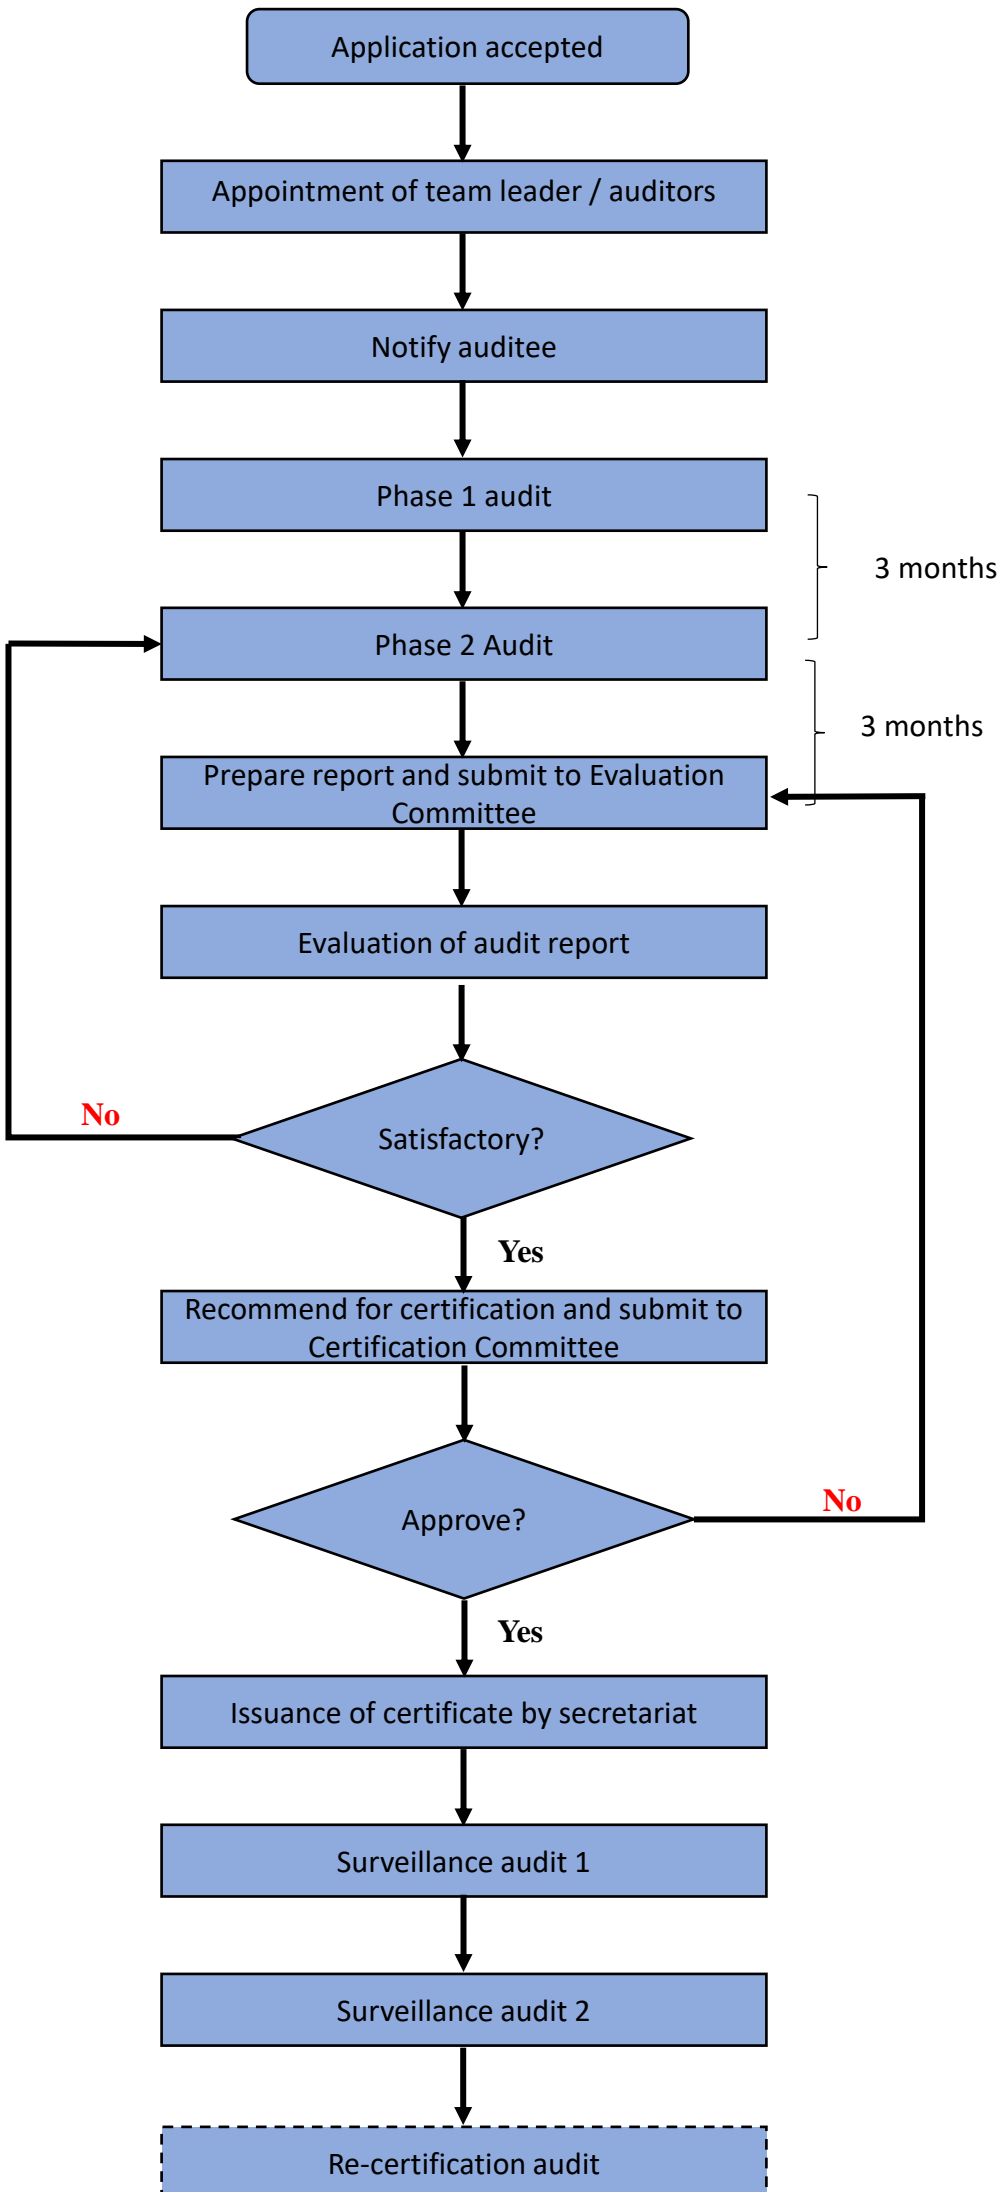 Application accepted
Appointment of team leader / auditors
Notify auditee
Phase 1 audit
3 months
Phase 2 Audit
3 months
Prepare report and submit to Evaluation
Committee
Evaluation of audit report
Satisfactory?
No
Yes
Recommend for certification and submit to
Certification Committee
Approve?
No
Yes
Issuance of certificate by secretariat
Surveillance audit 1
Surveillance audit 2
Re-certification audit